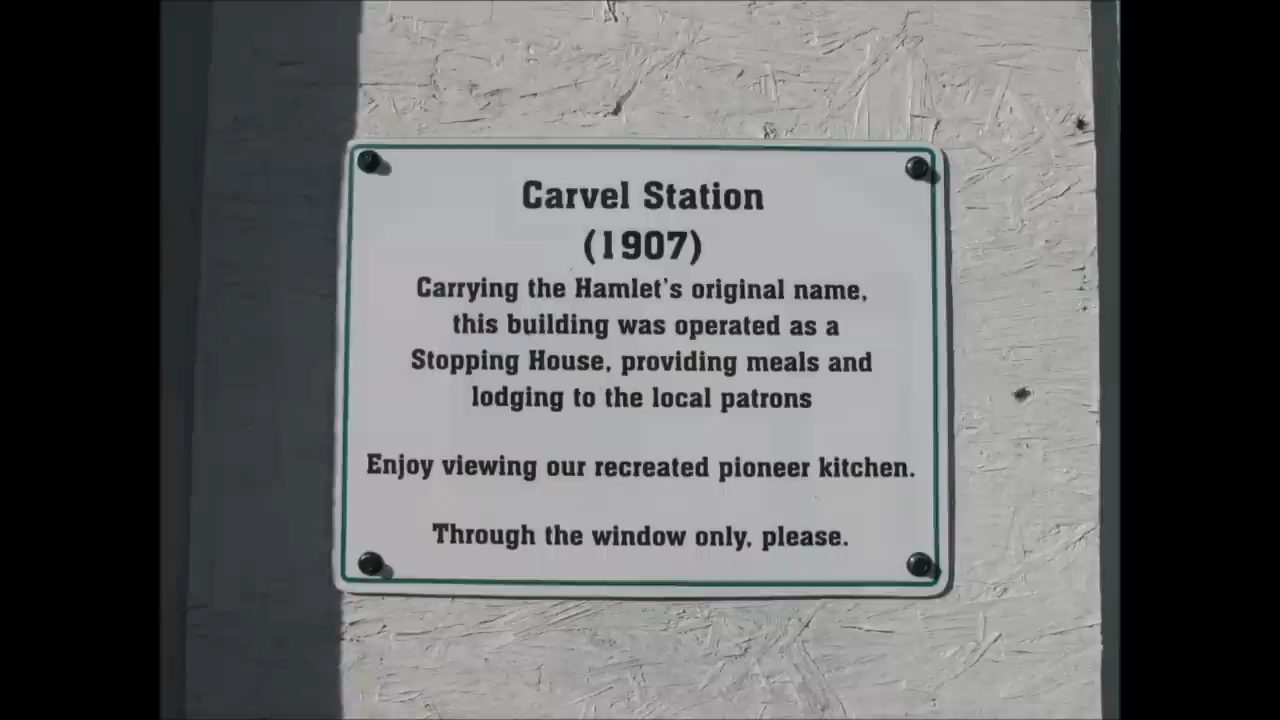 Carvel Station
(1907)
Carrying the Hamlet's original name,
this building was operated as a
Stopping House, providing meals and
lodging to the local patrons
Enjoy viewing our recreated pioneer kitchen.
Through the window only, please.